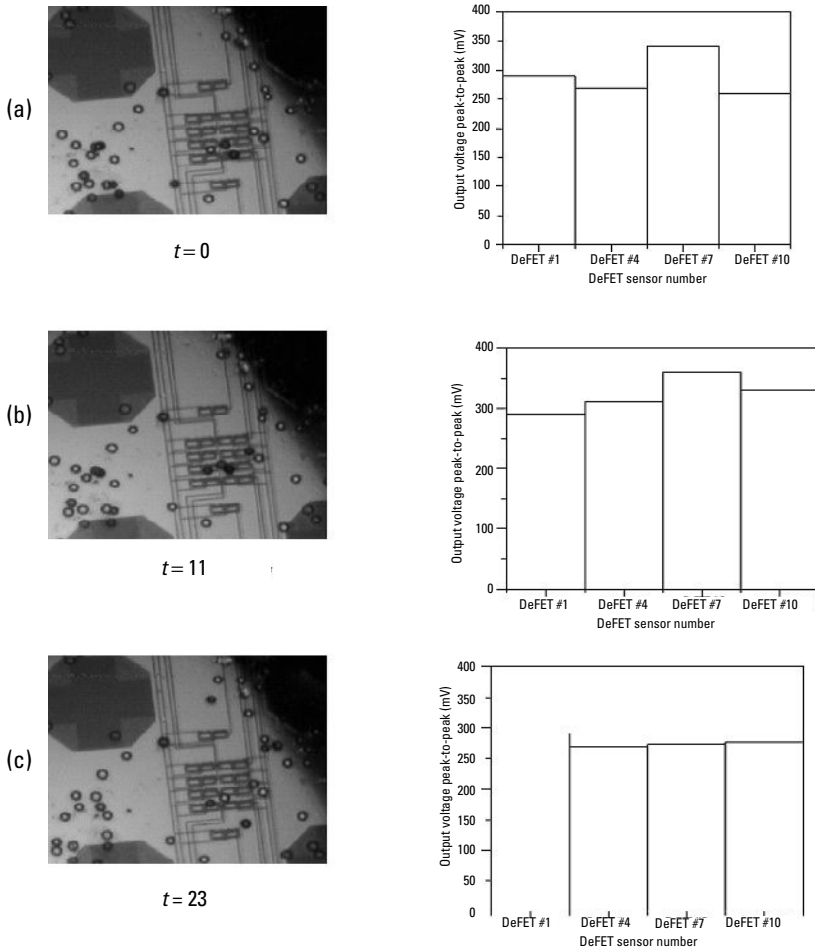 (a)
t = 0
Output voltage peak-to-peak (mV)
400
350
300
250
200
150
100
50
0
DeFET #1 DeFET #4 DeFET #7 DeFET #10
DeFET sensor number
(b)
t = 11
Output voltage peak-to-peak (mV)
400
300
300
300
0
DeFET #1 DeFET #4 DeFET #7 DeFET #10
DeFET sensor number
(c)
t = 23
Output voltage peak-to-peak (mV)
400
350
300
250
200
150
100
50
0
DeFET #1 DeFET #4 DeFET #7 DeFET #10
DeFET sensor number